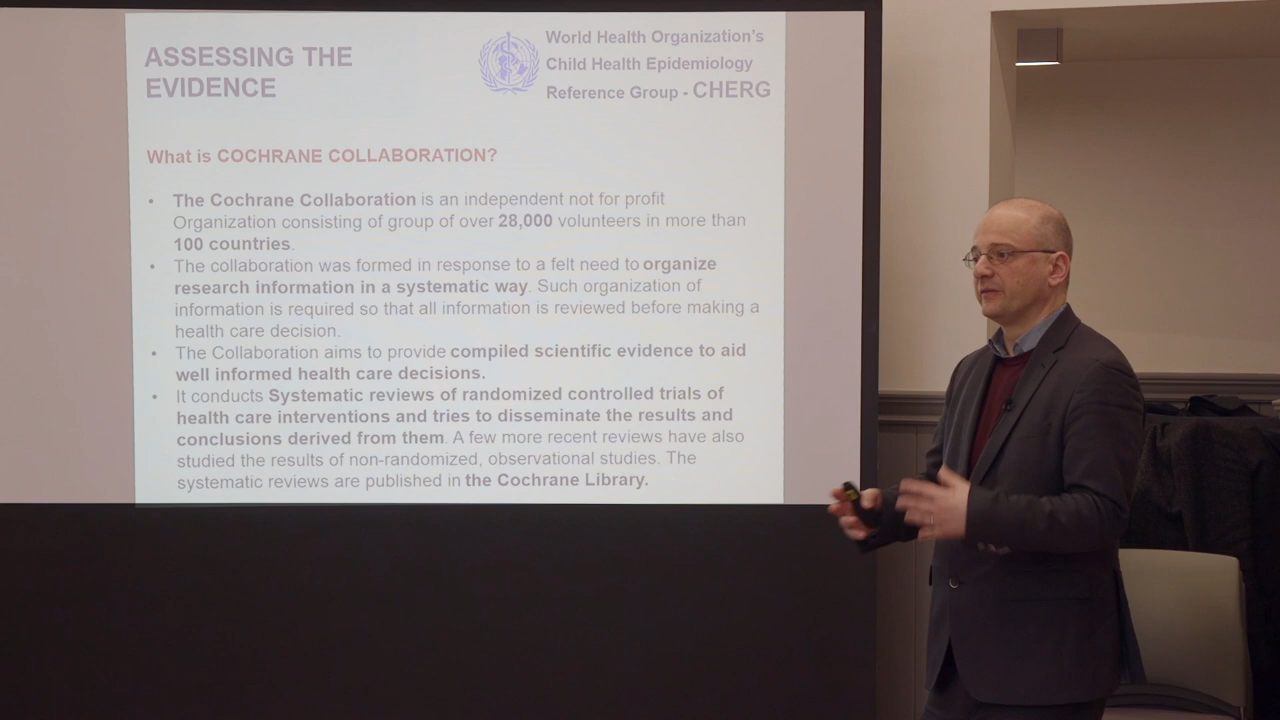 ASSESSING THE
EVIDENCE
World Health Organization's
Child Health Epidemiology
Reference Group - CHERG
What is COCHRANE COLLABORATION?
• The Cochrane Collaboration is an independent not for profit
Organization consisting of group of over 28,000 volunteers in more than
100 countries.
• The collaboration was formed in response to a felt need to organize
research information in a systematic way. Such organization of
information is required so that all information is reviewed before making a
health care decision.
• The Collaboration aims to provide compiled scientific evidence to aid
well informed health care decisions.
• It conducts Systematic reviews of randomized controlled trials of
health care interventions and tries to disseminate the results and
conclusions derived from them. A few more recent reviews have also
studied the results of non-randomized, observational studies. The
systematic reviews are published in the Cochrane Library.